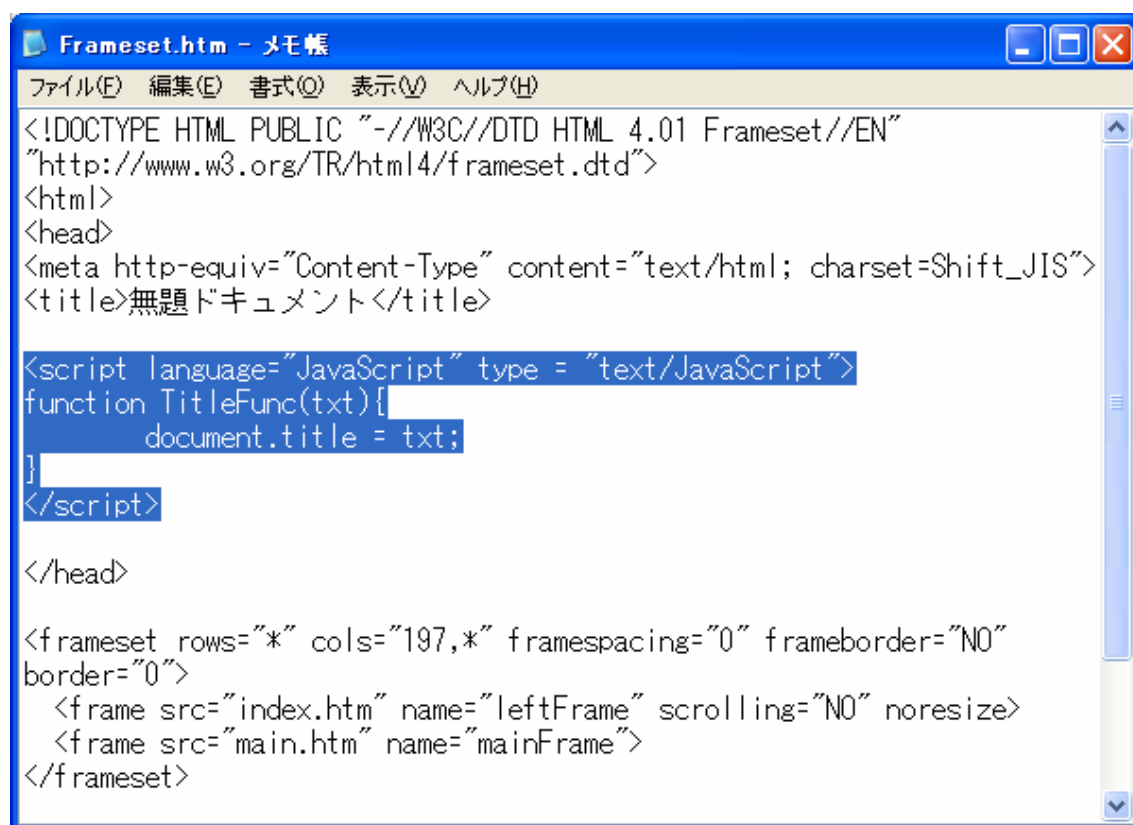 Frameset.htm - メモ帳
ファイル(F) 編集(E) 書式(O) 表示(V) ヘルプ(H)
<!DOCTYPE HTML PUBLIC "-//W3C//DTD HTML 4.01 Frameset//EN"
"http://www.w3.org/TR/html4/frameset.dtd">
<html>
<head>
<meta http-equiv="Content-Type" content="text/html; charset=Shift_JIS">
<title>無題ドキュメント</title>
<script language="JavaScript" type = "text/JavaScript">
function TitleFunc(txt){
        document.title = txt;
}
</script>
</head>
<frameset rows="*" cols="197,*" framespacing="0" frameborder="NO"
border="0">
  <frame src="index.htm" name="leftFrame" scrolling="NO" noresize>
  <frame src="main.htm" name="mainFrame">
</frameset>